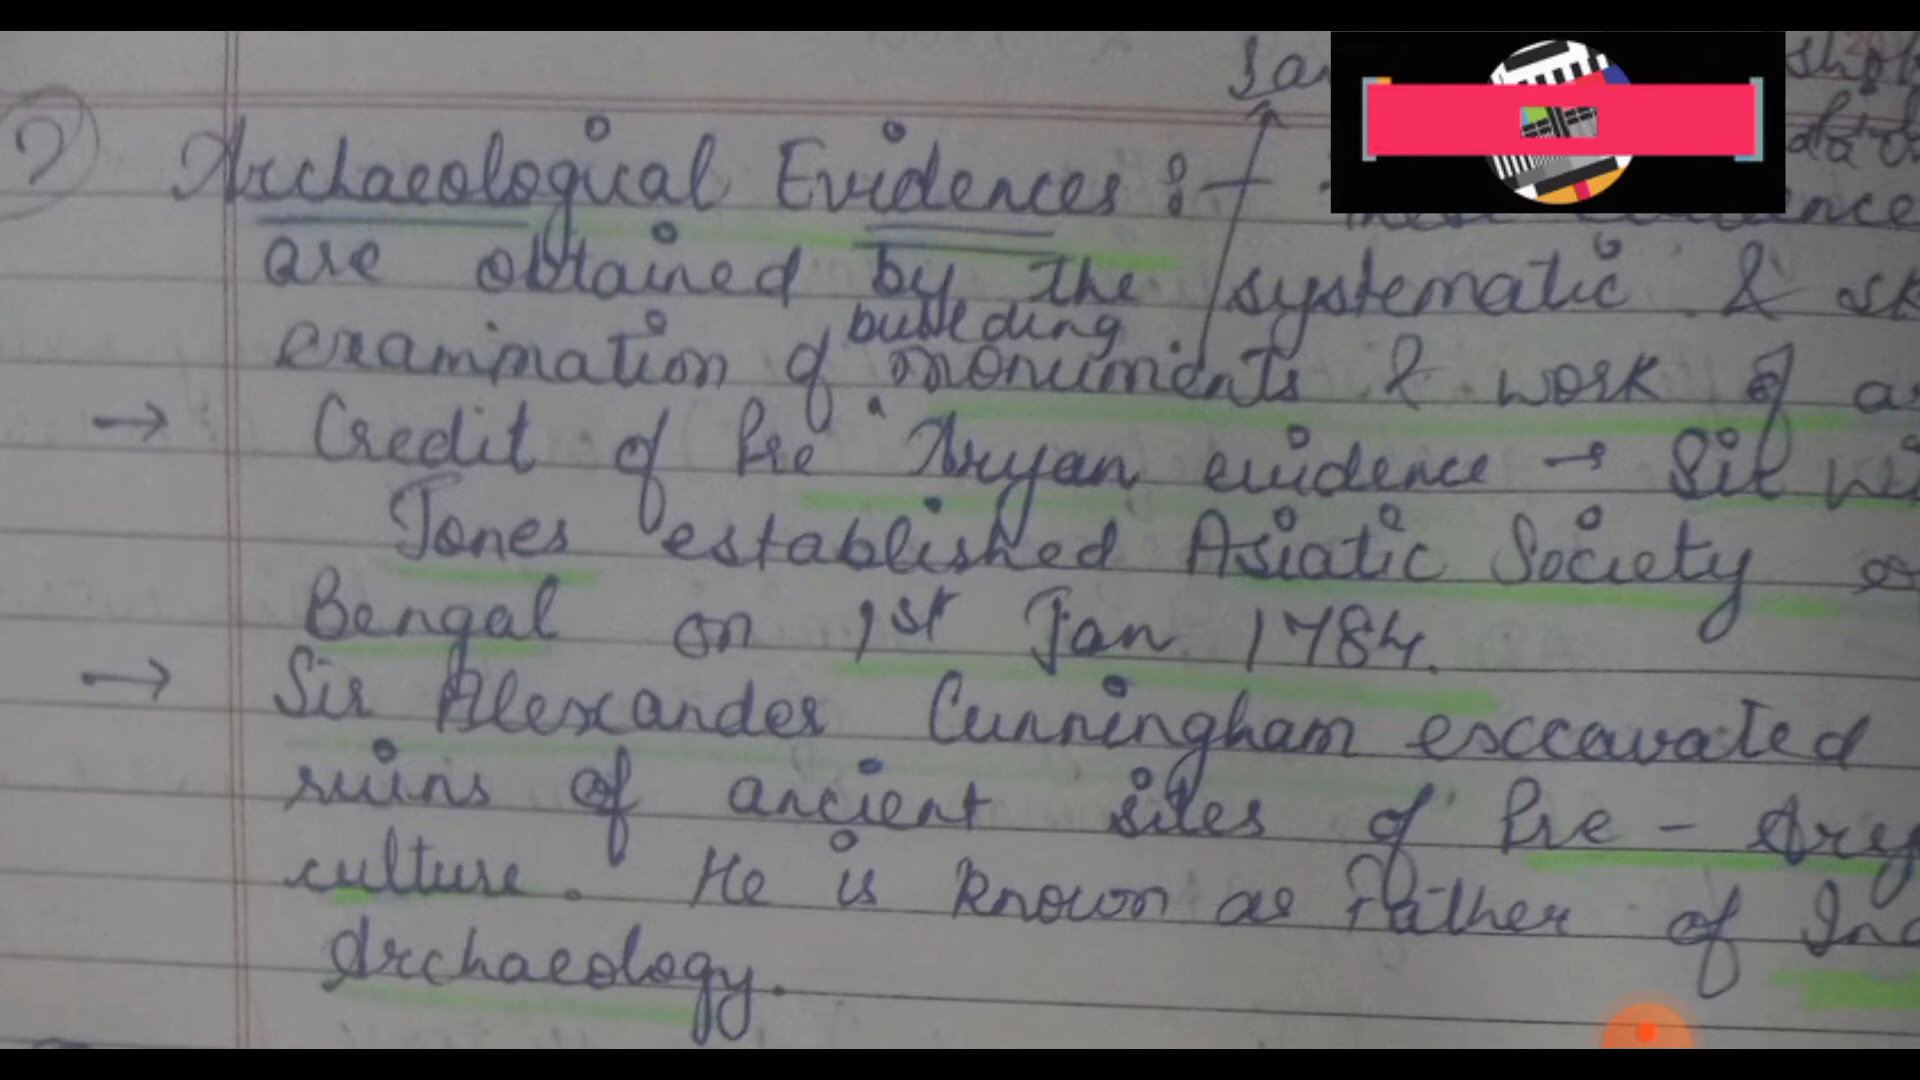 Archaeological Evidences :-
are obtained by the systematic &
building
examination of monuments & work of
→ Credit of Pre Aryan evidence → Sir
Jones established Asiatic Society
Bengal on 1st Jan 1784.
→ Sir Alexander Cunningham exccavated
ruins of ancient sites of Pre-
culture. He is known as Father of
Archaeology.